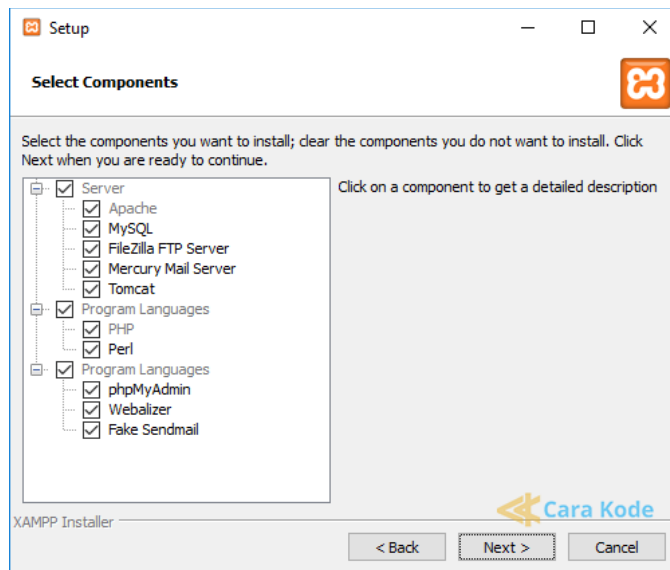 Setup
Select Components
Select the components you want to install; clear the components you do not want to install. Click
Next when you are ready to continue.
Server
Apache
MySQL
FileZilla FTP Server
Mercury Mail Server
Tomcat
Program Languages
PHP
Perl
Program Languages
phpMyAdmin
Webalizer
Fake Sendmail
Click on a component to get a detailed description
Cara Kode
XAMPP Installer
< Back
Next >
Cancel